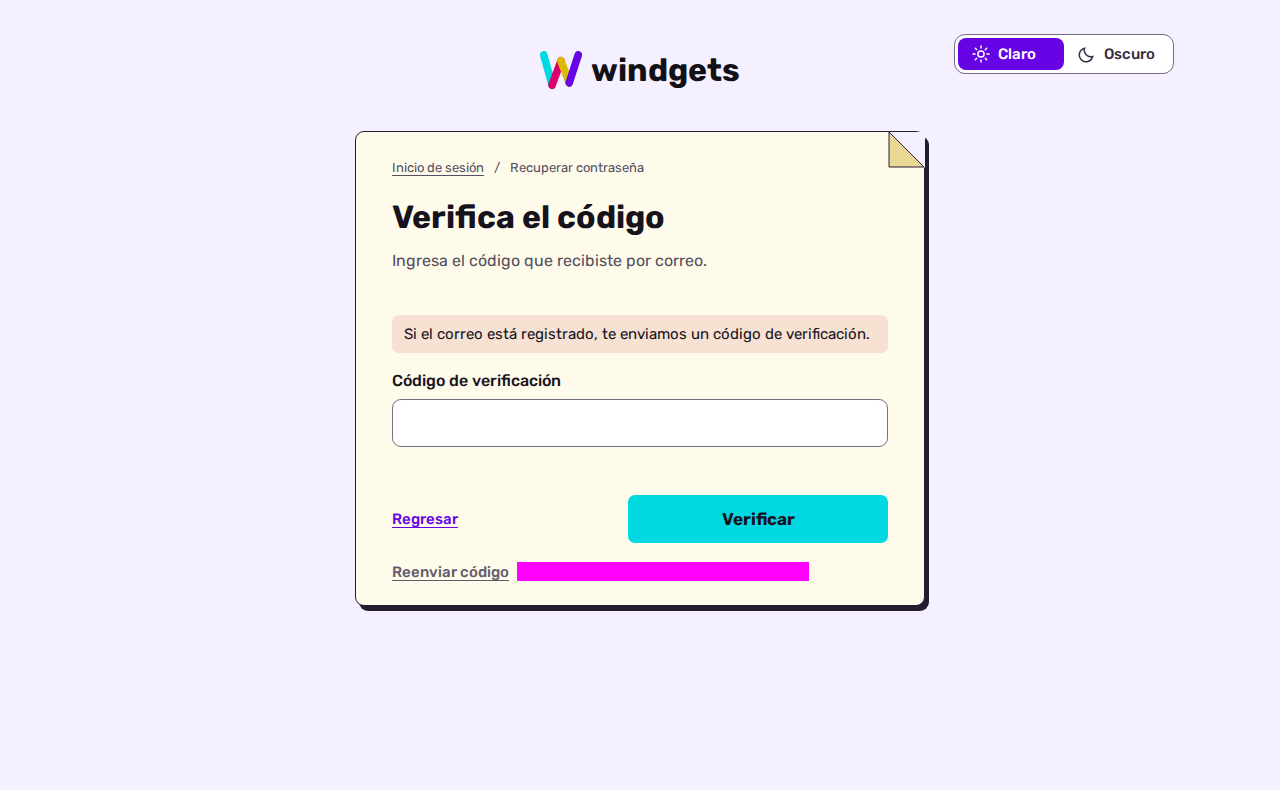 windgets
Claro
Oscuro
Inicio de sesión / Recuperar contraseña
Verifica el código
Ingresa el código que recibiste por correo.
Si el correo está registrado, te enviamos un código de verificación.
Código de verificación
Regresar
Verificar
Reenviar código